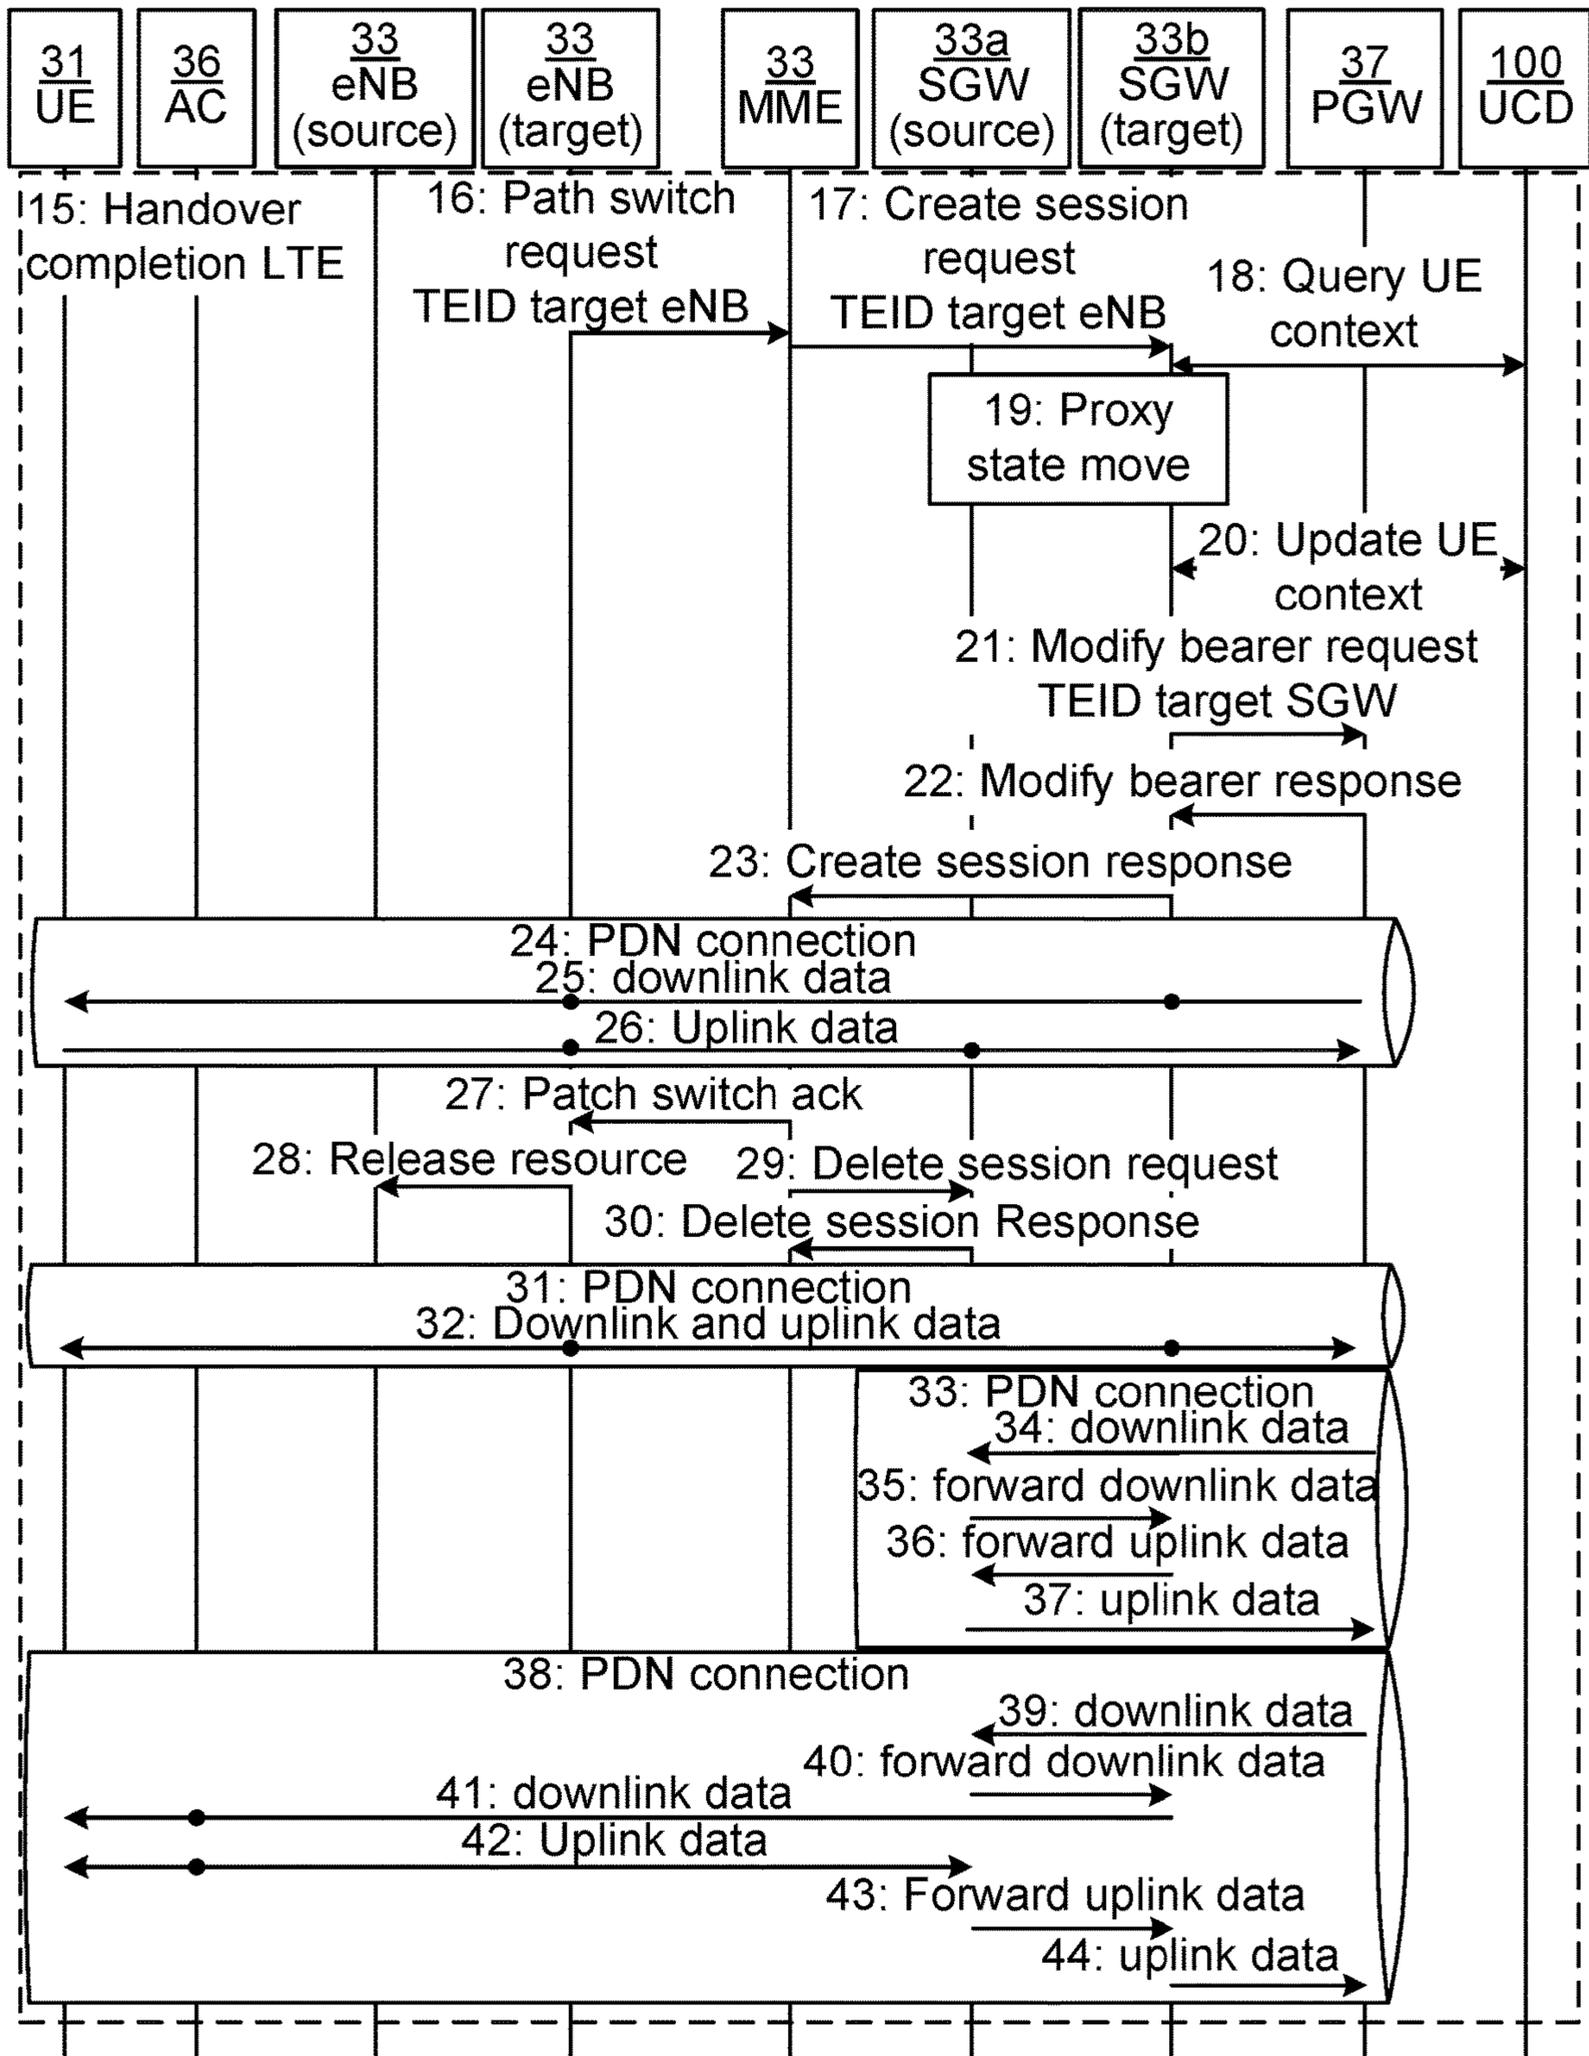 31
UE
36
AC
33
eNB
(source)
33
eNB
(target)
33
MME
33a
SGW
(source)
33b
SGW
(target)
37
PGW
100
UCD
15: Handover
completion LTE
16: Path switch
request
TEID target eNB
17: Create session
request
TEID target eNB
18: Query UE
context
19: Proxy
state move
20: Update UE
context
21: Modify bearer request
TEID target SGW
22: Modify bearer response
23: Create session response
24: PDN connection
25: downlink data
26: Uplink data
27: Patch switch ack
28: Release resource
29: Delete session request
30: Delete session Response
31: PDN connection
32: Downlink and uplink data
33: PDN connection
34: downlink data
35: forward downlink data
36: forward uplink data
37: uplink data
38: PDN connection
39: downlink data
40: forward downlink data
41: downlink data
42: Uplink data
43: Forward uplink data
44: uplink data